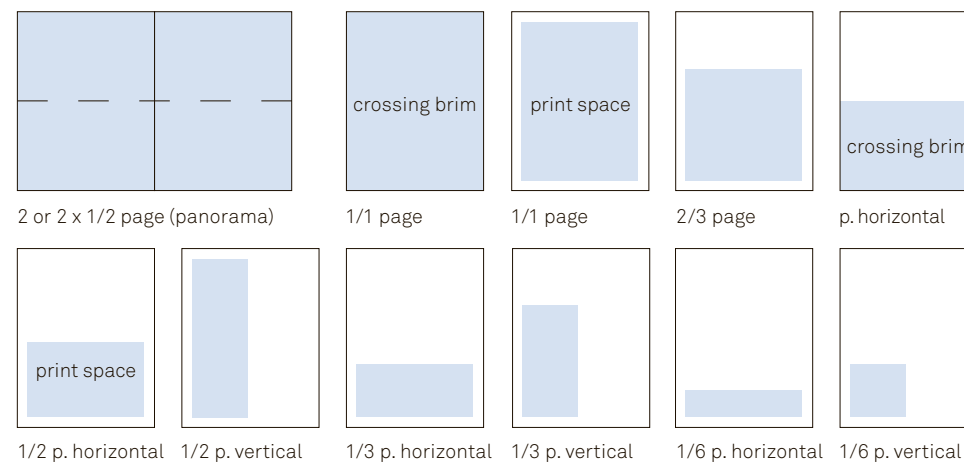 crossing brim
print space
crossing brim
2 or 2 x 1/2 page (panorama)
1/1 page
1/1 page
2/3 page
p. horizontal
print space
1/2 p. horizontal
1/2 p. vertical
1/3 p. horizontal
1/3 p. vertical
1/6 p. horizontal
1/6 p. vertical